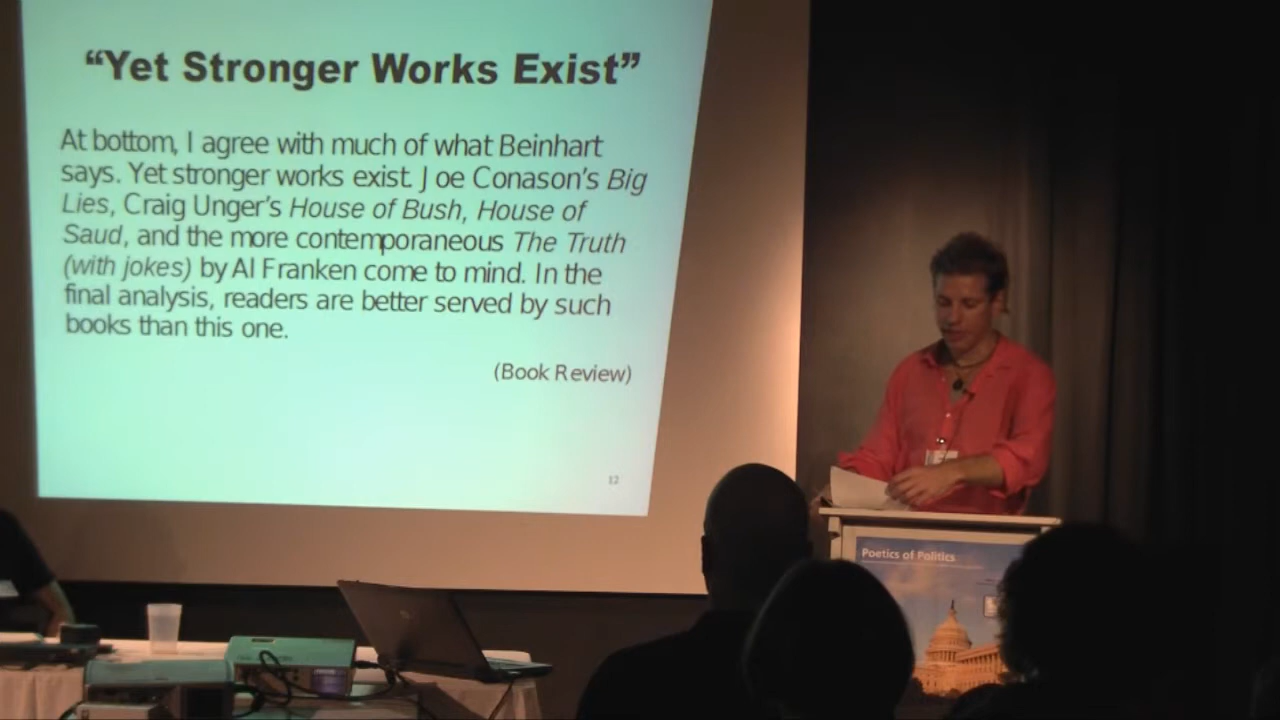 “Yet Stronger Works Exist”
At bottom, I agree with much of what Beinhart
says. Yet stronger works exist. Joe Conason’s Big
Lies, Craig Unger’s House of Bush, House of
Saud, and the more contemporaneous The Truth
(with jokes) by Al Franken come to mind. In the
final analysis, readers are better served by such
books than this one.
(Book Review)
12
Poetics of Politics